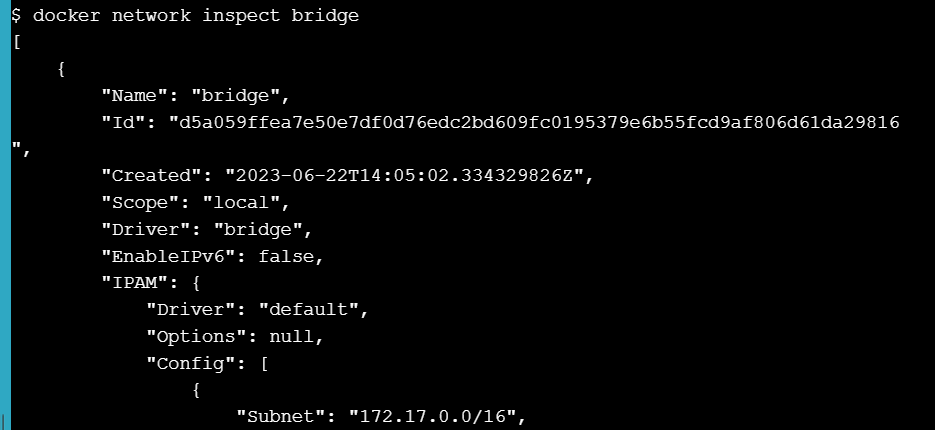 $ docker network inspect bridge
[
    {
        "Name": "bridge",
        "Id": "d5a059ffea7e50e7df0d76edc2bd609fc0195379e6b55fcd9af806d61da29816
",
        "Created": "2023-06-22T14:05:02.334329826Z",
        "Scope": "local",
        "Driver": "bridge",
        "EnableIPv6": false,
        "IPAM": {
            "Driver": "default",
            "Options": null,
            "Config": [
                {
                    "Subnet": "172.17.0.0/16",